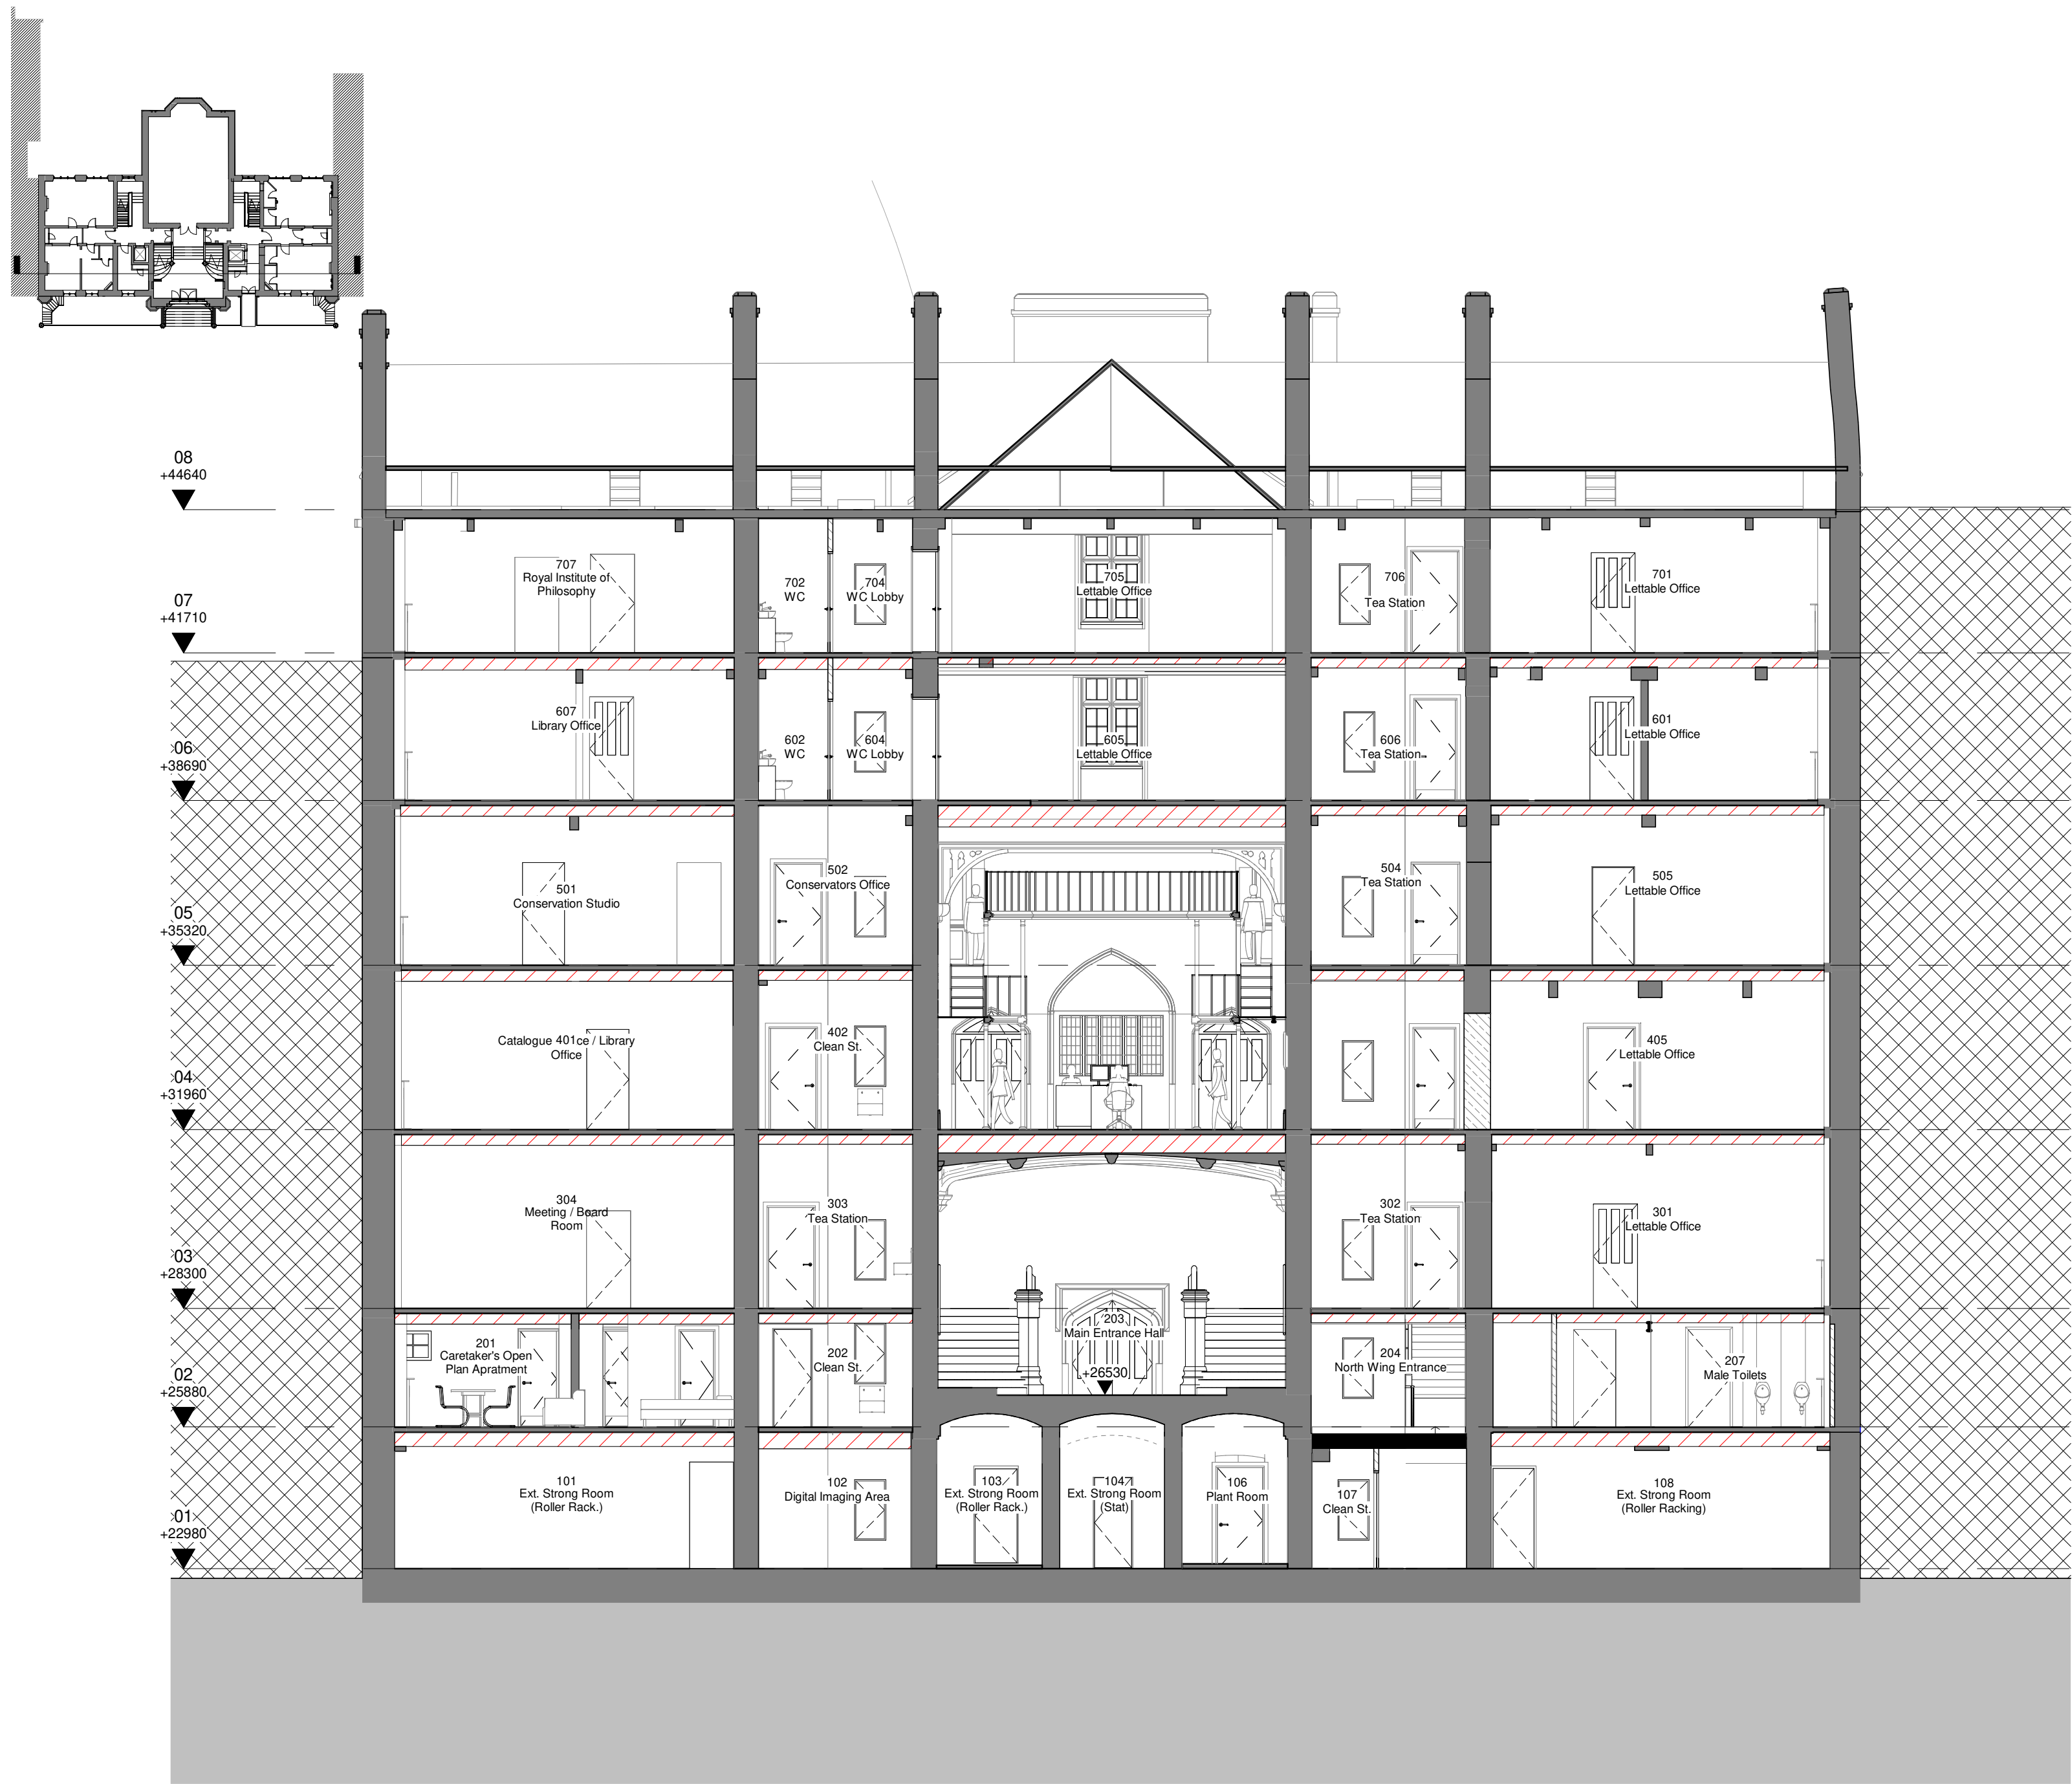 08
+44640
707
Royal Institute of
Philosophy
702
WC
704
WC Lobby
705
Lettable Office
706
Tea Station
701
Lettable Office
07
+41710
607
Library Office
602
WC
604
WC Lobby
605
Lettable Office
606
Tea Station
601
Lettable Office
06
+38690
501
Conservation Studio
502
Conservators Office
504
Tea Station
505
Lettable Office
05
+35320
Catalogue 401ce / Library
Office
402
Clean St.
405
Lettable Office
04
+31960
304
Meeting / Board
Room
303
Tea Station
302
Tea Station
301
Lettable Office
03
+28300
201
Caretaker's Open
Plan Apratment
202
Clean St.
203
Main Entrance Hall
+26530
204
North Wing Entrance
207
Male Toilets
02
+25880
101
Ext. Strong Room
(Roller Rack.)
102
Digital Imaging Area
103
Ext. Strong Room
(Roller Rack.)
104
Ext. Strong Room
(Stat)
106
Plant Room
107
Clean St.
108
Ext. Strong Room
(Roller Racking)
01
+22980